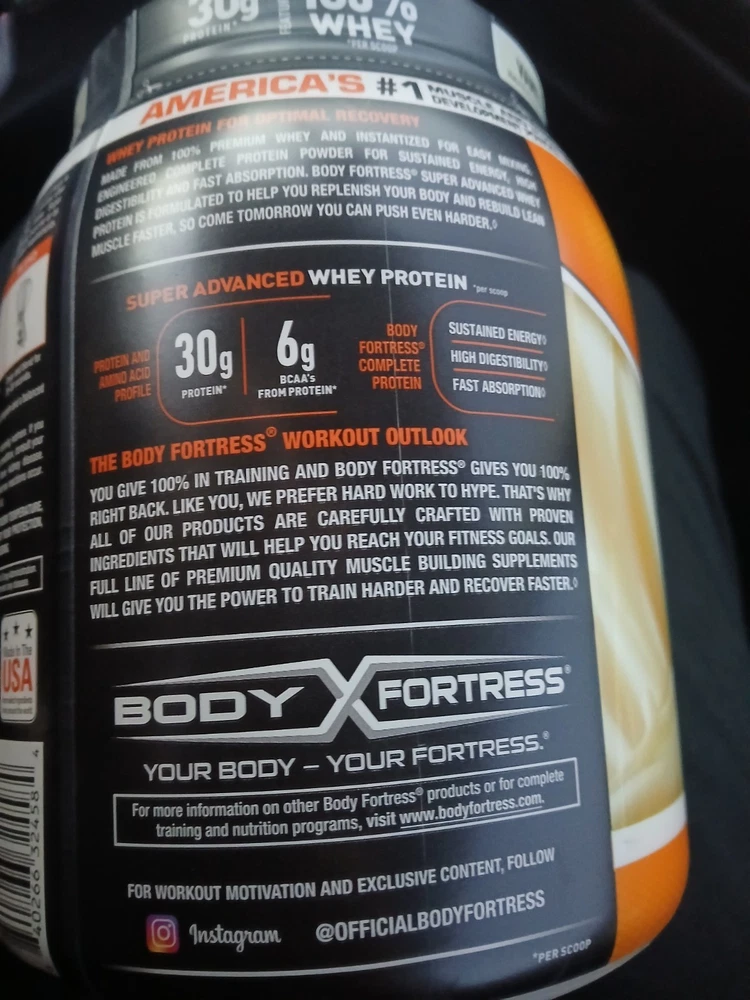 30g
PROTEIN*
100%
WHEY
*PER SCOOP
AMERICA'S #1 MUSCLE
DEVELOPMENT
WHEY PROTEIN FOR OPTIMAL RECOVERY
MADE FROM 100% PREMIUM WHEY AND INSTANTIZED FOR EASY MIXING.
ENGINEERED COMPLETE PROTEIN POWDER FOR SUSTAINED ENERGY, HIGH
DIGESTIBILITY AND FAST ABSORPTION. BODY FORTRESS® SUPER ADVANCED WHEY
PROTEIN IS FORMULATED TO HELP YOU REPLENISH YOUR BODY AND REBUILD LEAN
MUSCLE FASTER, SO COME TOMORROW YOU CAN PUSH EVEN HARDER.◊
SUPER ADVANCED WHEY PROTEIN *per scoop
PROTEIN AND
AMINO ACID
PROFILE
30g
PROTEIN*
6g
BCAA's
FROM PROTEIN*
BODY
FORTRESS®
COMPLETE
PROTEIN
SUSTAINED ENERGY◊
HIGH DIGESTIBILITY◊
FAST ABSORPTION◊
THE BODY FORTRESS® WORKOUT OUTLOOK
YOU GIVE 100% IN TRAINING AND BODY FORTRESS® GIVES YOU 100%
RIGHT BACK. LIKE YOU, WE PREFER HARD WORK TO HYPE. THAT'S WHY
ALL OF OUR PRODUCTS ARE CAREFULLY CRAFTED WITH PROVEN
INGREDIENTS THAT WILL HELP YOU REACH YOUR FITNESS GOALS. OUR
FULL LINE OF PREMIUM QUALITY MUSCLE BUILDING SUPPLEMENTS
WILL GIVE YOU THE POWER TO TRAIN HARDER AND RECOVER FASTER.◊
BODY FORTRESS®
YOUR BODY – YOUR FORTRESS.®
For more information on other Body Fortress® products or for complete
training and nutrition programs, visit www.bodyfortress.com.
FOR WORKOUT MOTIVATION AND EXCLUSIVE CONTENT, FOLLOW
Instagram @OFFICIALBODYFORTRESS
*PER SCOOP
Made In The
USA
40266 32458 4